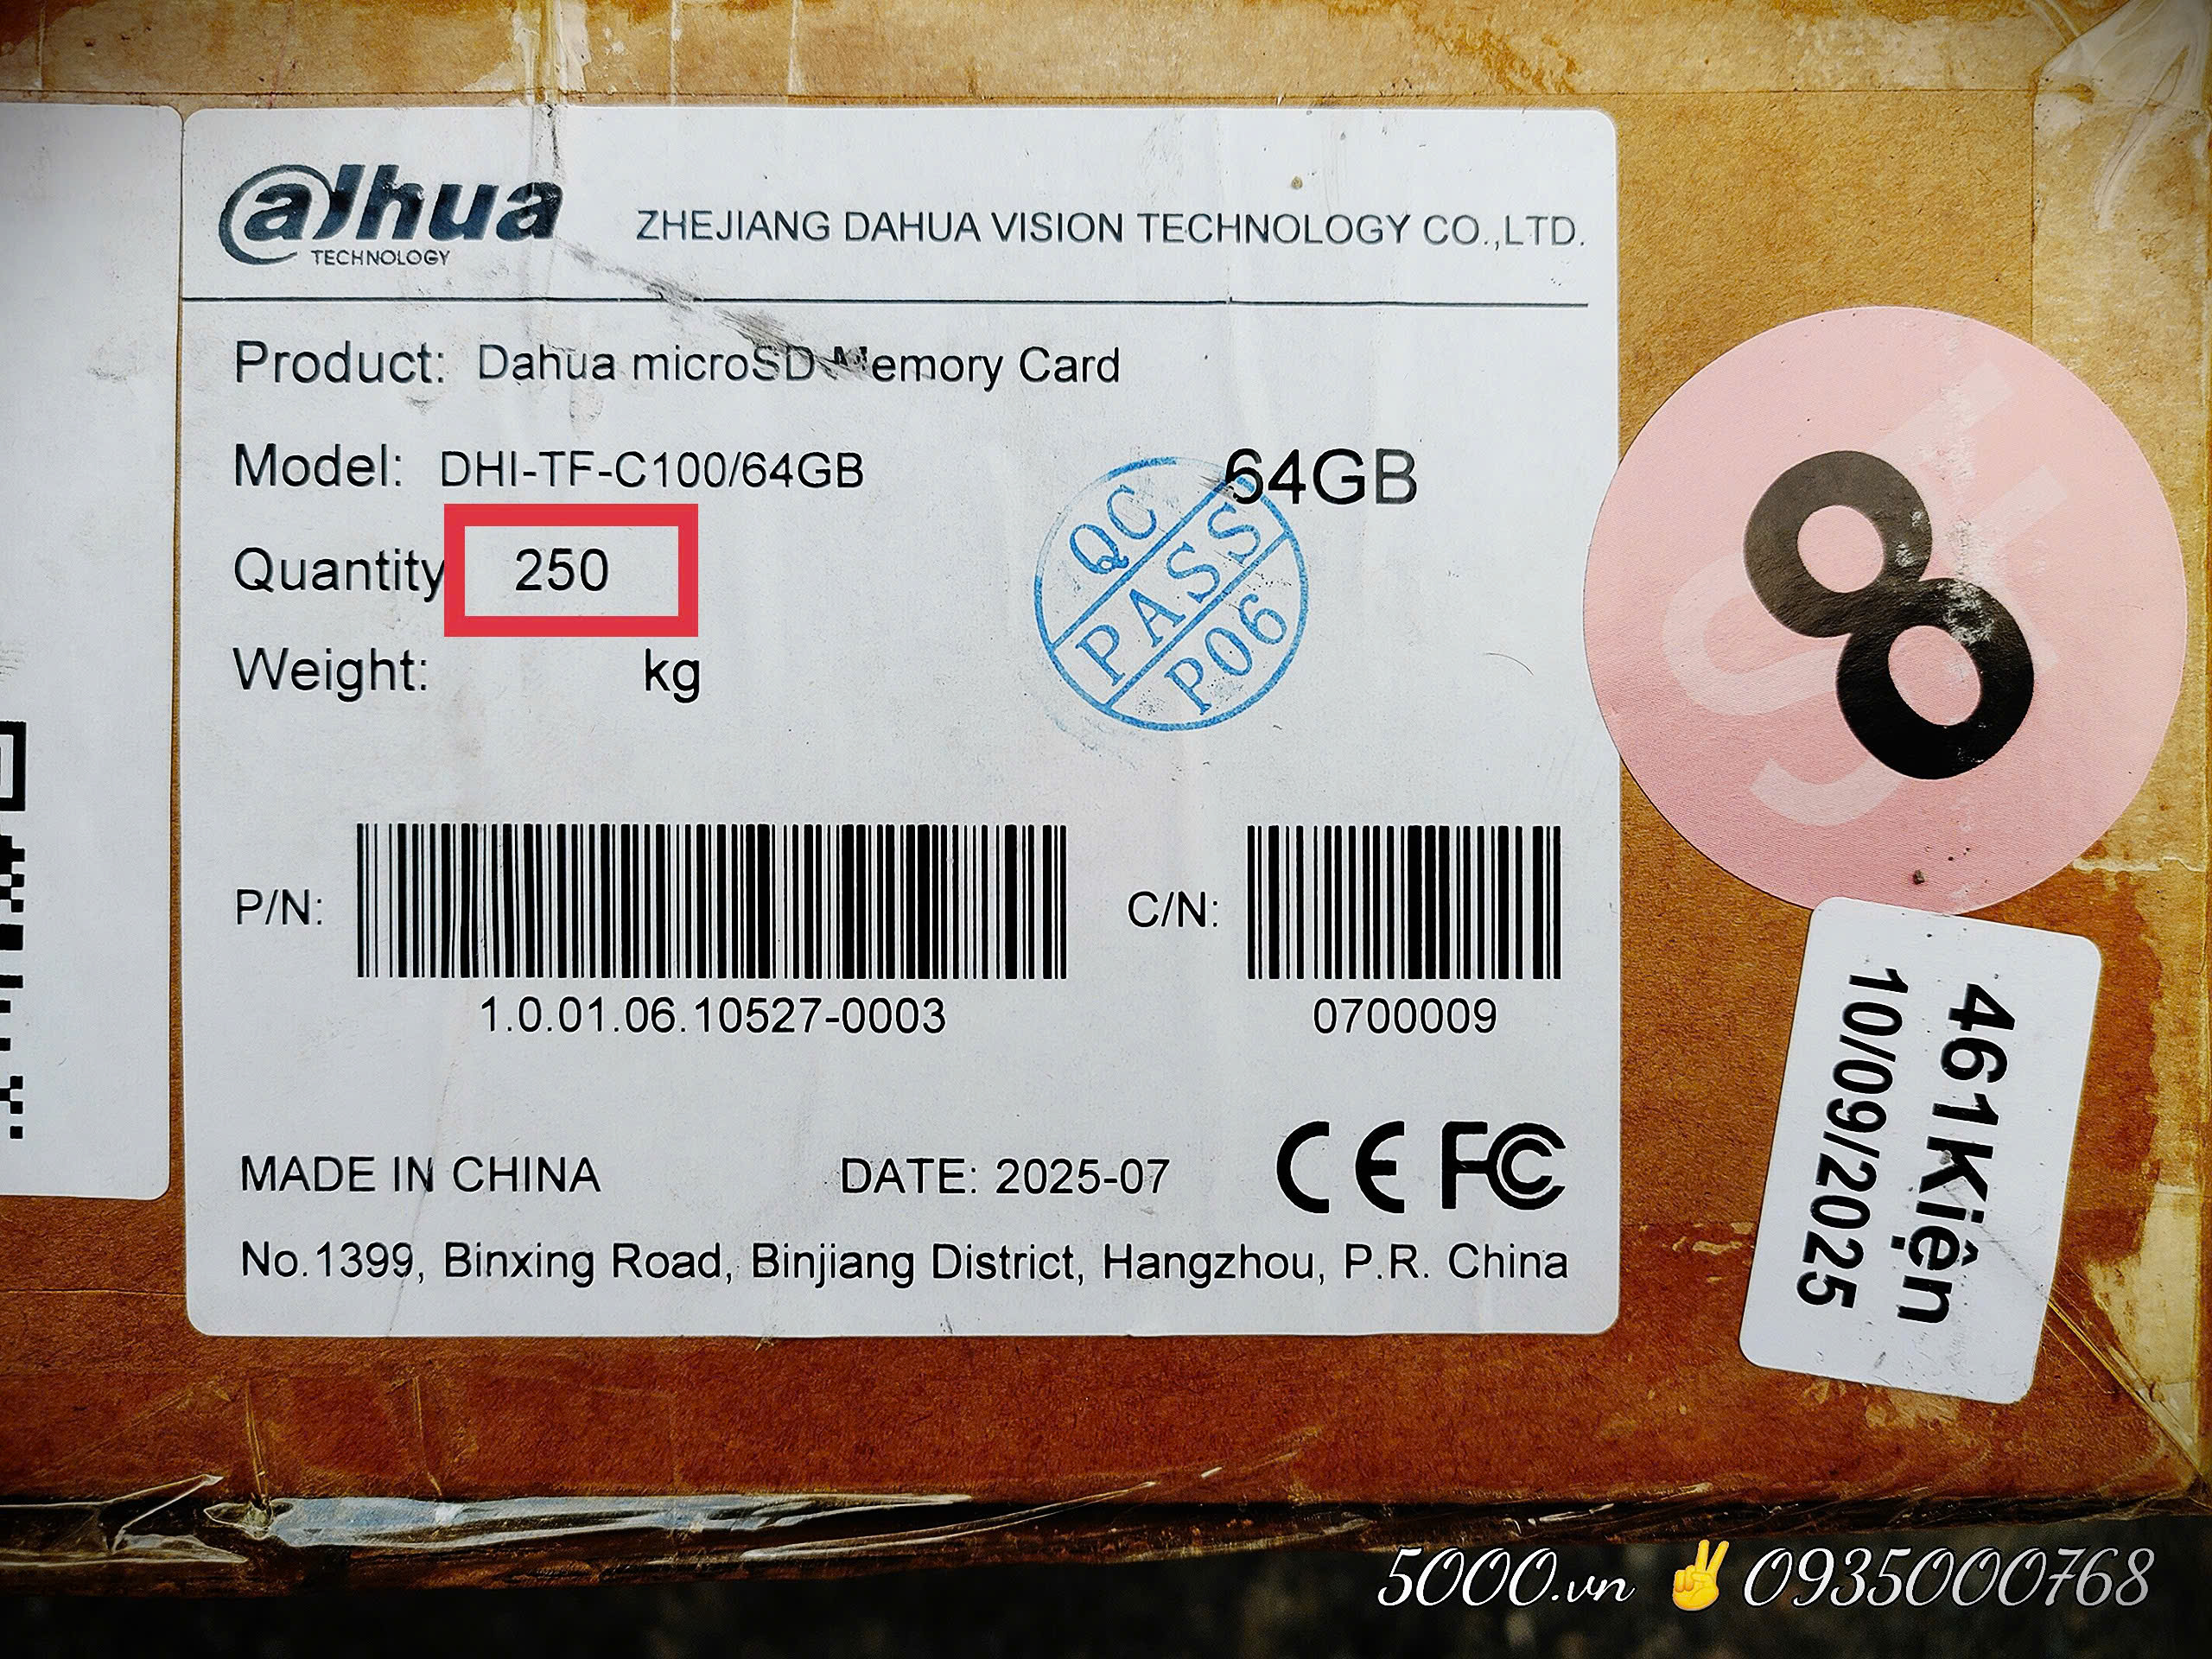 alhua
TECHNOLOGY
ZHEJIANG DAHUA VISION TECHNOLOGY CO.,LTD.
Product: Dahua microSD Memory Card
Model: DHI-TF-C100/64GB
64GB
Quantity 250
Weight: kg
QC
PASS
P06
P/N:
1.0.01.06.10527-0003
C/N:
0700009
MADE IN CHINA
DATE: 2025-07
CE FC
No.1399, Binxing Road, Binjiang District, Hangzhou, P.R. China
8
461Kiện
10/09/2025
5000.vn ✌0935000768